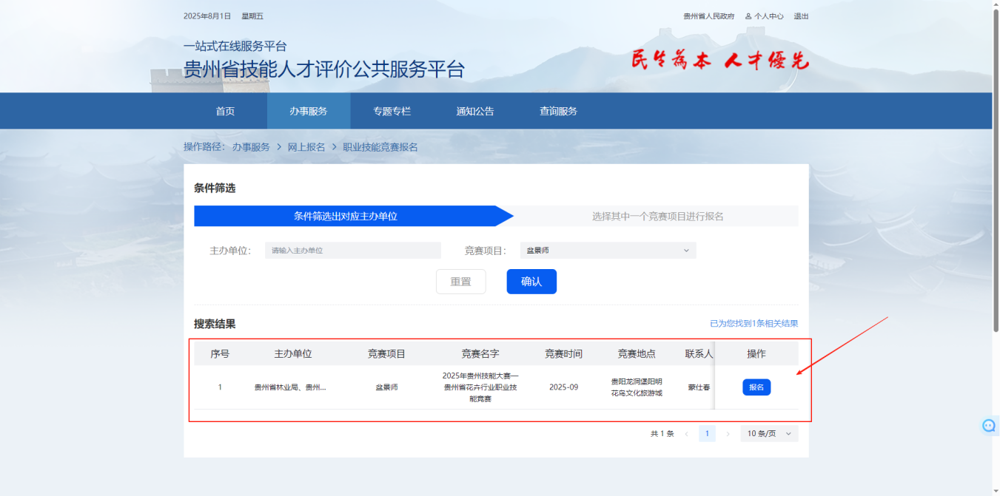 2025年8月1日 星期五 贵州省人民政府 个人中心 退出
一站式在线服务平台
贵州省技能人才评价公共服务平台
民生為本 人才優先
首页 办事服务 专题专栏 通知公告 查询服务
操作路径: 办事服务 > 网上报名 > 职业技能竞赛报名
条件筛选
条件筛选出对应主办单位 选择其中一个竞赛项目进行报名
主办单位: 请输入主办单位 竞赛项目: 盆景师
重置 确认
搜索结果 已为您找到1条相关结果
序号 主办单位 竞赛项目 竞赛名字 竞赛时间 竞赛地点 联系人 操作
1 贵州省林业局、贵州... 盆景师 2025年贵州技能大赛—
贵州省花卉行业职业技
能竞赛 2025-09 贵阳龙洞堡阳明
花鸟文化旅游城 蒙仕春 报名
共 1 条 < 1 > 10 条/页